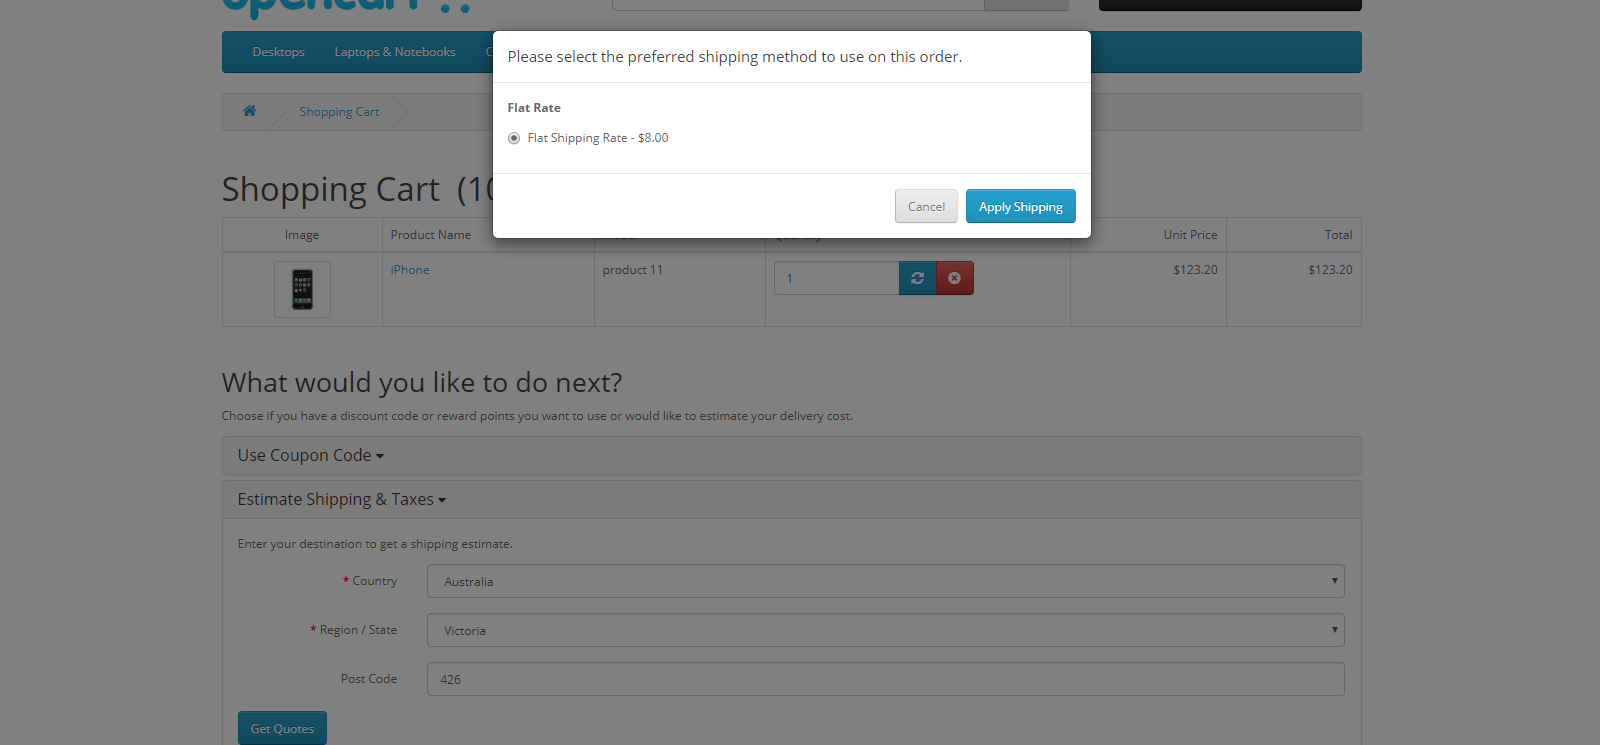 opencart
Desktops Laptops & Notebooks
Please select the preferred shipping method to use on this order.
Shopping Cart
Flat Rate
Flat Shipping Rate - $8.00
Shopping Cart (10
Cancel Apply Shipping
Image Product Name Unit Price Total
iPhone product 11 1 $123.20 $123.20
What would you like to do next?
Choose if you have a discount code or reward points you want to use or would like to estimate your delivery cost.
Use Coupon Code
Estimate Shipping & Taxes
Enter your destination to get a shipping estimate.
* Country Australia
* Region / State Victoria
Post Code 426
Get Quotes